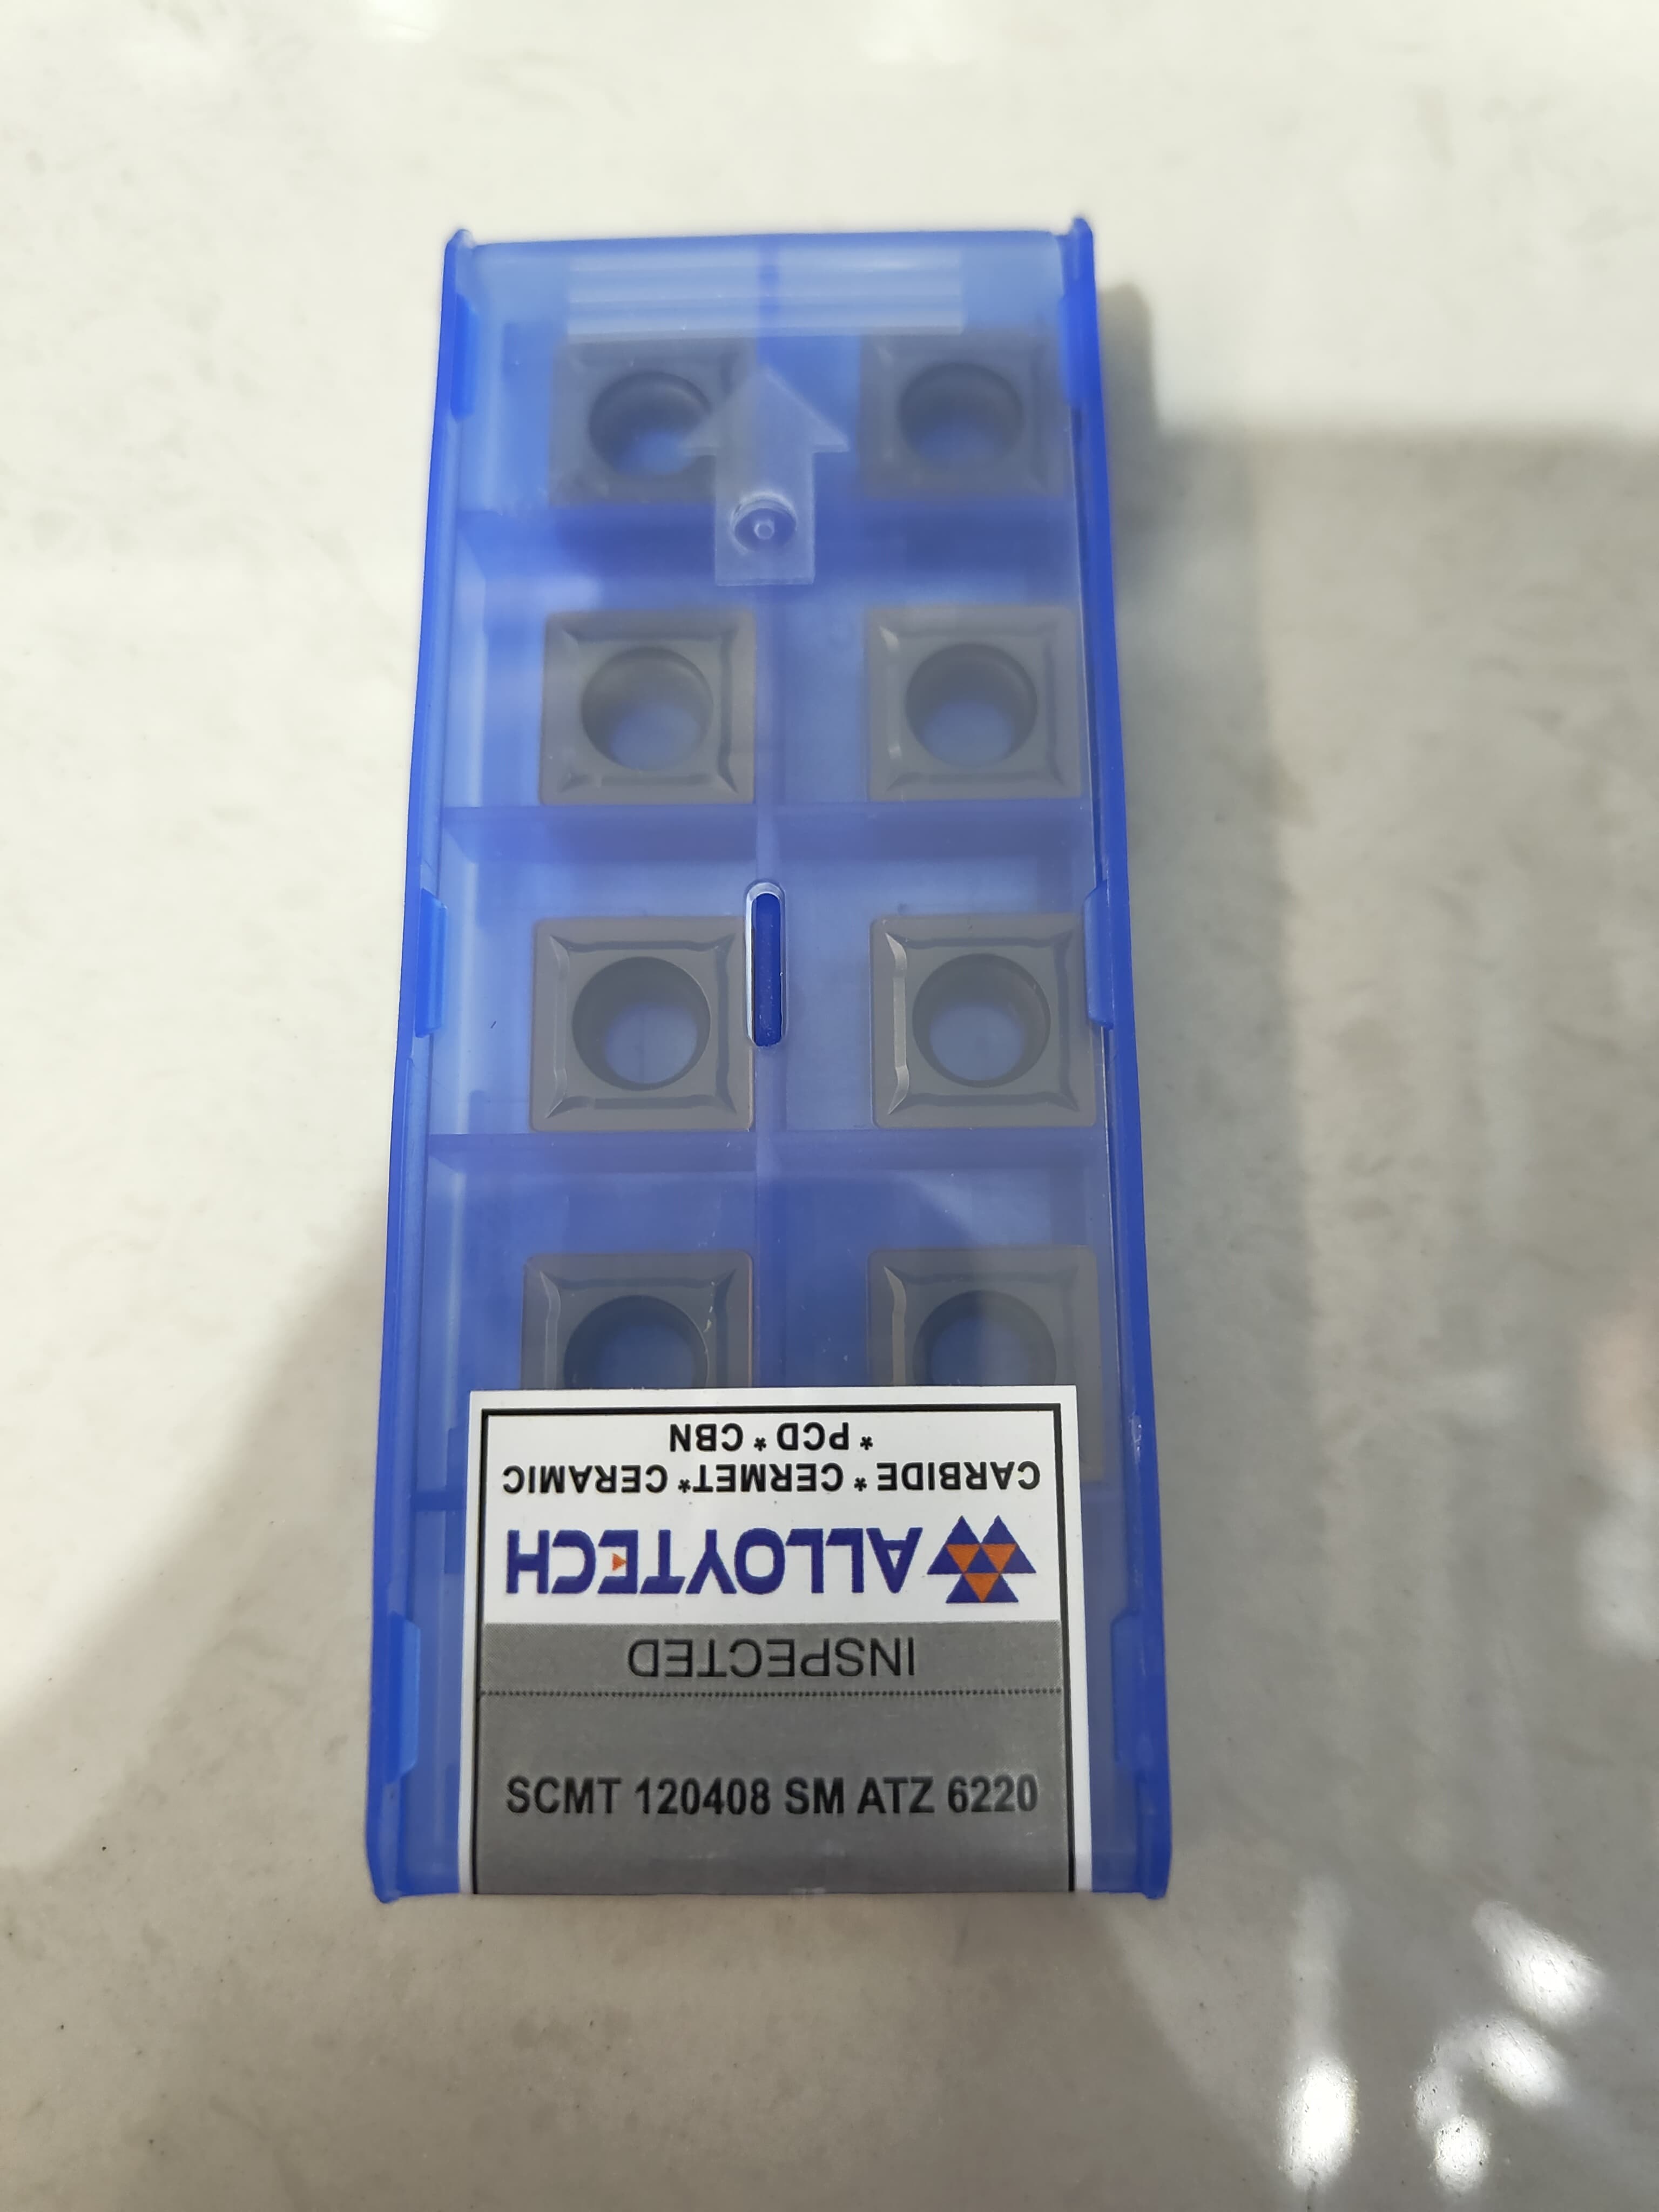 CARBIDE * CERMET* CERAMIC
* PCD * CBN
ALLOYTECH
INSPECTED
SCMT 120408 SM ATZ 6220